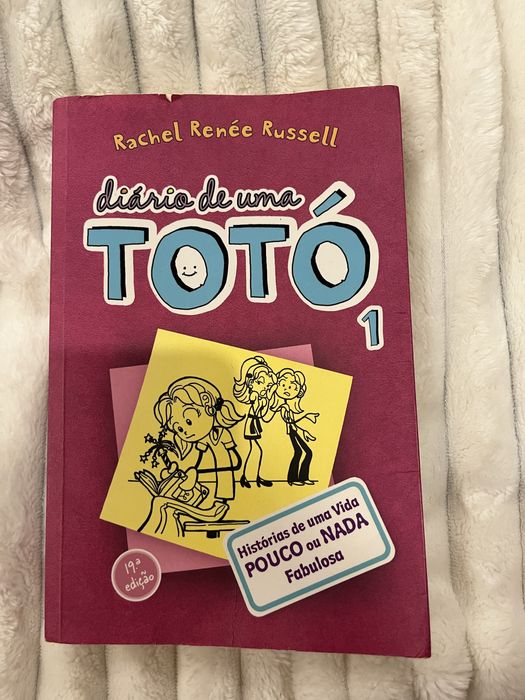 Rachel Renée Russell
diário de uma
TOTÓ
1
Histórias de uma Vida
POUCO ou NADA
Fabulosa
19.ª
edição